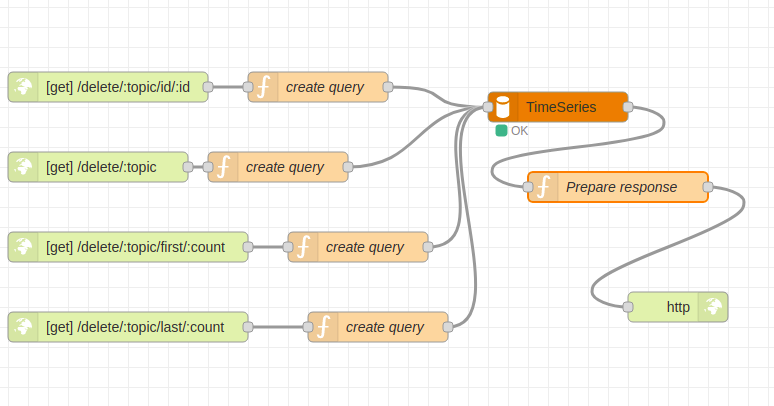 [get] /delete/:topic/id/:id
create query
TimeSeries
OK
[get] /delete/:topic
create query
Prepare response
[get] /delete/:topic/first/:count
create query
http
[get] /delete/:topic/last/:count
create query